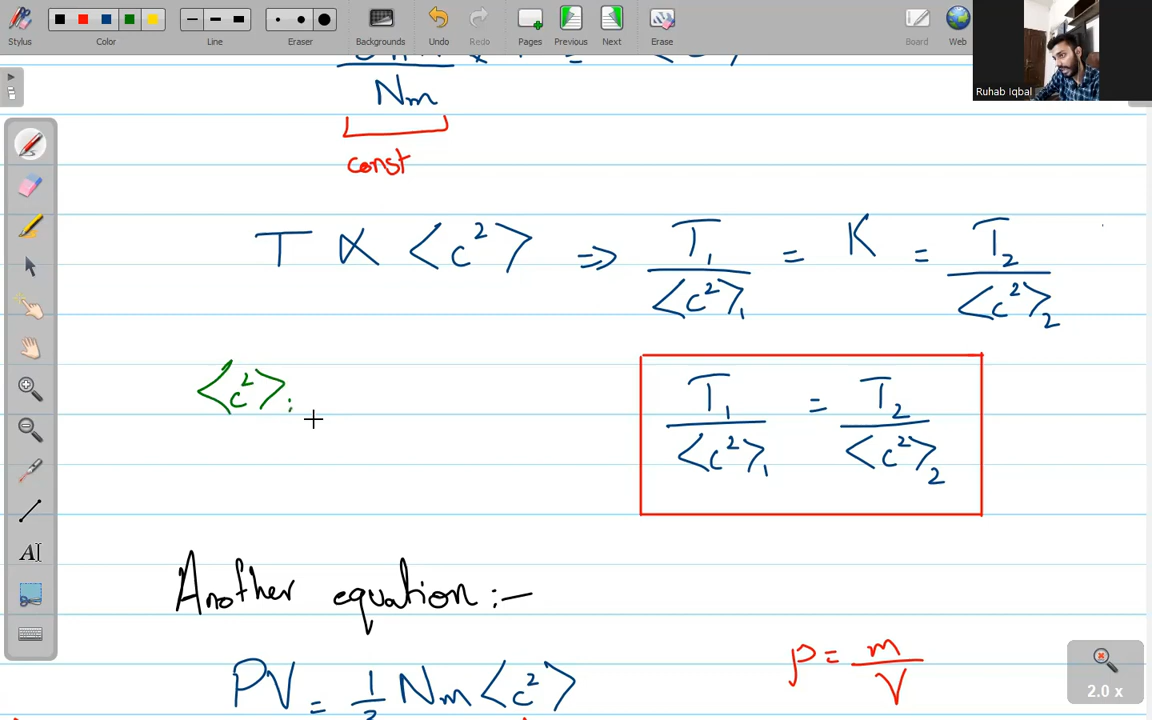 Stylus Color Line Eraser Backgrounds Undo Redo Pages Previous Next Erase Board Web
Ruhab Iqbal
Nm
const
T ∝ <c²> ⇒ T₁/<c²>₁ = K = T₂/<c²>₂
<c²>:
T₁/<c²>₁ = T₂/<c²>₂
Another equation :-
PV = 1/3 Nm <c²>
ρ = m/V
A
2.0 x